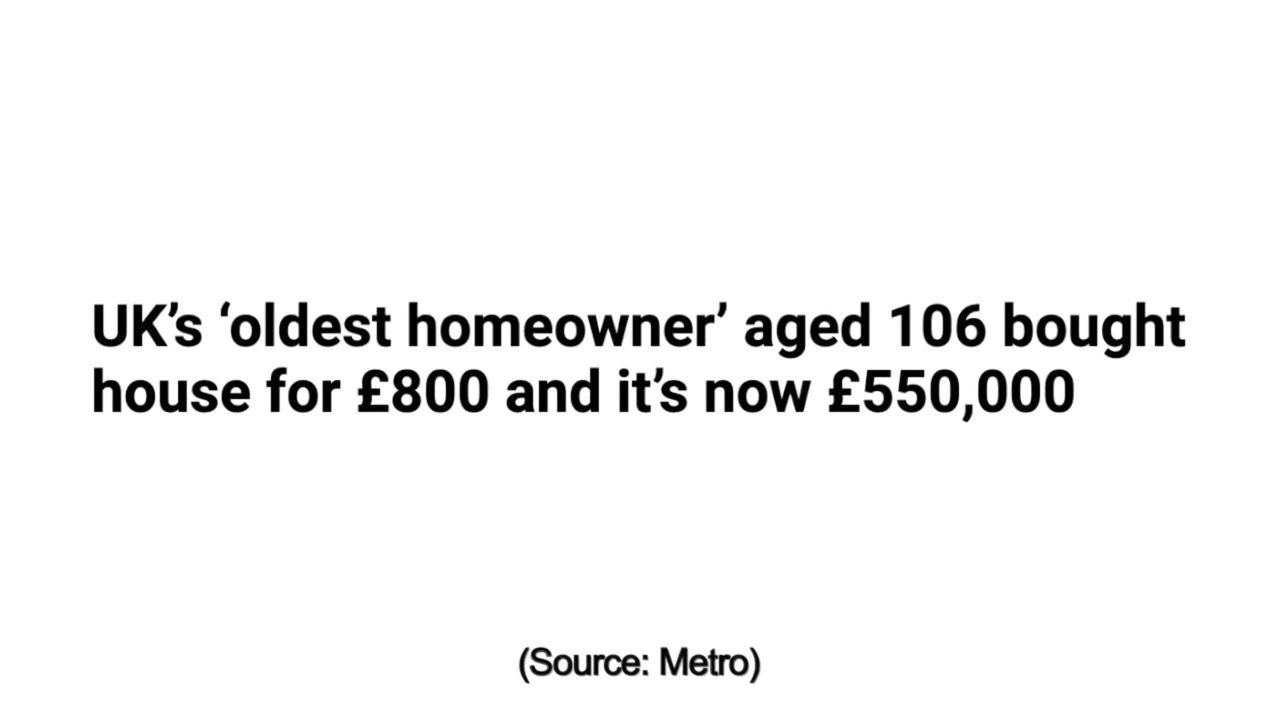 UK’s ‘oldest homeowner’ aged 106 bought
house for £800 and it’s now £550,000
(Source: Metro)